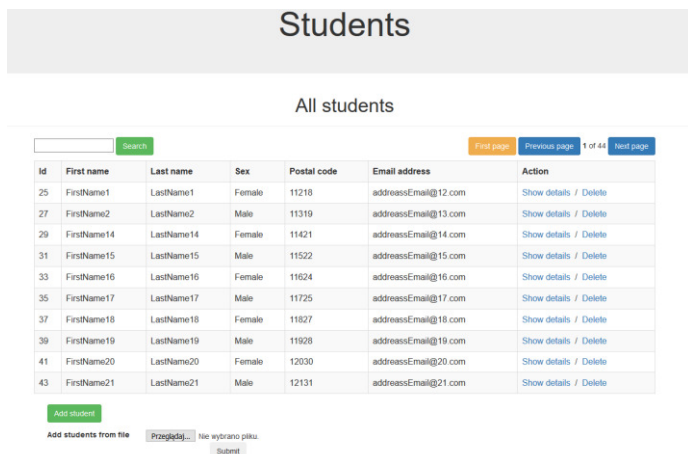 Students
All students
Search First page Previous page 1 of 44 Next page
Id First name Last name Sex Postal code Email address Action
25 FirstName1 LastName1 Female 11218 addreassEmail@12.com Show details / Delete
27 FirstName2 LastName2 Male 11319 addreassEmail@13.com Show details / Delete
29 FirstName14 LastName14 Female 11421 addreassEmail@14.com Show details / Delete
31 FirstName15 LastName15 Male 11522 addreassEmail@15.com Show details / Delete
33 FirstName16 LastName16 Female 11624 addreassEmail@16.com Show details / Delete
35 FirstName17 LastName17 Male 11725 addreassEmail@17.com Show details / Delete
37 FirstName18 LastName18 Female 11827 addreassEmail@18.com Show details / Delete
39 FirstName19 LastName19 Male 11928 addreassEmail@19.com Show details / Delete
41 FirstName20 LastName20 Female 12030 addreassEmail@20.com Show details / Delete
43 FirstName21 LastName21 Male 12131 addreassEmail@21.com Show details / Delete
Add student
Add students from file Przeglądaj... Nie wybrano pliku.
Submit